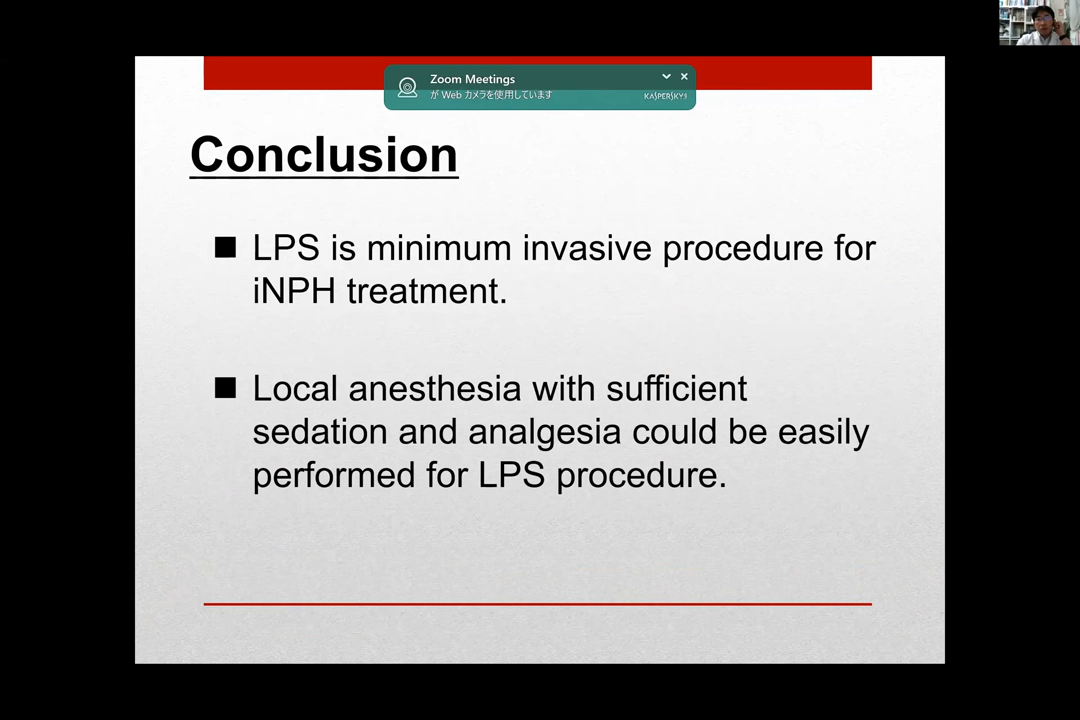 Zoom Meetings
が Web カメラを使用しています
KASPERSKY
Conclusion
■ LPS is minimum invasive procedure for
iNPH treatment.
■ Local anesthesia with sufficient
sedation and analgesia could be easily
performed for LPS procedure.